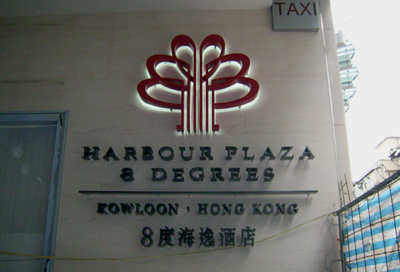 TAXI
HARBOUR PLAZA
8 DEGREES
KOWLOON, HONG KONG
8度海逸酒店